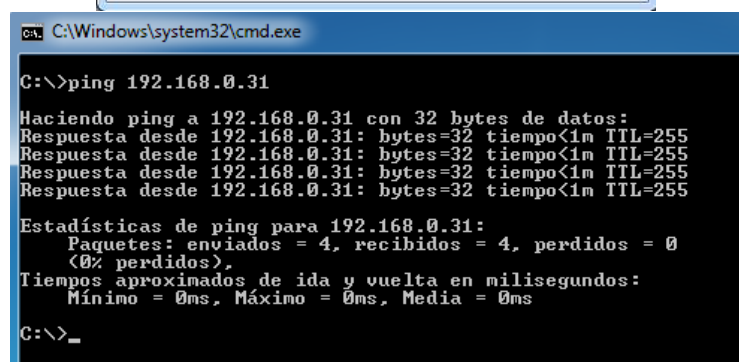 C:\Windows\system32\cmd.exe
C:\>ping 192.168.0.31
Haciendo ping a 192.168.0.31 con 32 bytes de datos:
Respuesta desde 192.168.0.31: bytes=32 tiempo<1m TTL=255
Respuesta desde 192.168.0.31: bytes=32 tiempo<1m TTL=255
Respuesta desde 192.168.0.31: bytes=32 tiempo<1m TTL=255
Respuesta desde 192.168.0.31: bytes=32 tiempo<1m TTL=255
Estadísticas de ping para 192.168.0.31:
Paquetes: enviados = 4, recibidos = 4, perdidos = 0
(0% perdidos),
Tiempos aproximados de ida y vuelta en milisegundos:
Mínimo = 0ms, Máximo = 0ms, Media = 0ms
C:\>_